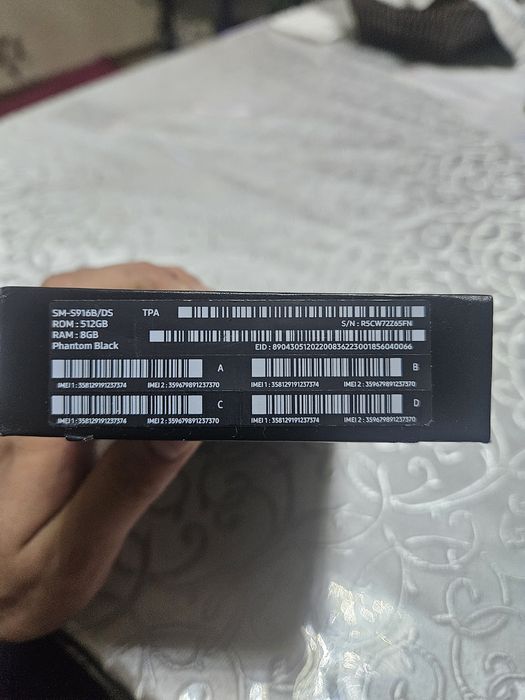 SM-S916B/DS TPA
ROM : 512GB S/N : R5CW72Z65FN
RAM : 8GB
Phantom Black EID : 89043051202200836223001856040066
A B
IMEI 1 : 358129191237374 IMEI 2 : 359679891237370 IMEI 1 : 358129191237374 IMEI 2 : 359679891237370
C D
IMEI 1 : 358129191237374 IMEI 2 : 359679891237370 IMEI 1 : 358129191237374 IMEI 2 : 359679891237370